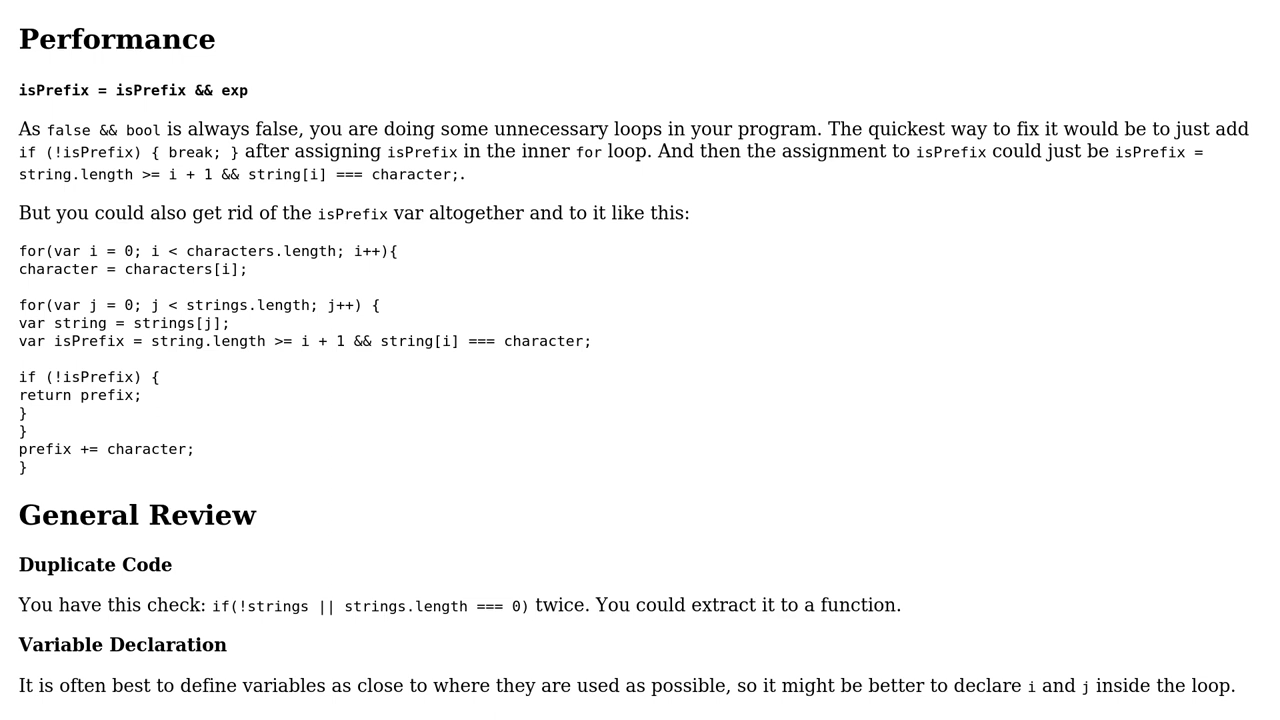 Performance
isPrefix = isPrefix && exp
As false && bool is always false, you are doing some unnecessary loops in your program. The quickest way to fix it would be to just add
if (!isPrefix) { break; } after assigning isPrefix in the inner for loop. And then the assignment to isPrefix could just be isPrefix =
string.length >= i + 1 && string[i] === character;.
But you could also get rid of the isPrefix var altogether and to it like this:
for(var i = 0; i < characters.length; i++){
character = characters[i];
for(var j = 0; j < strings.length; j++) {
var string = strings[j];
var isPrefix = string.length >= i + 1 && string[i] === character;
if (!isPrefix) {
return prefix;
}
}
prefix += character;
}
General Review
Duplicate Code
You have this check: if(!strings || strings.length === 0) twice. You could extract it to a function.
Variable Declaration
It is often best to define variables as close to where they are used as possible, so it might be better to declare i and j inside the loop.